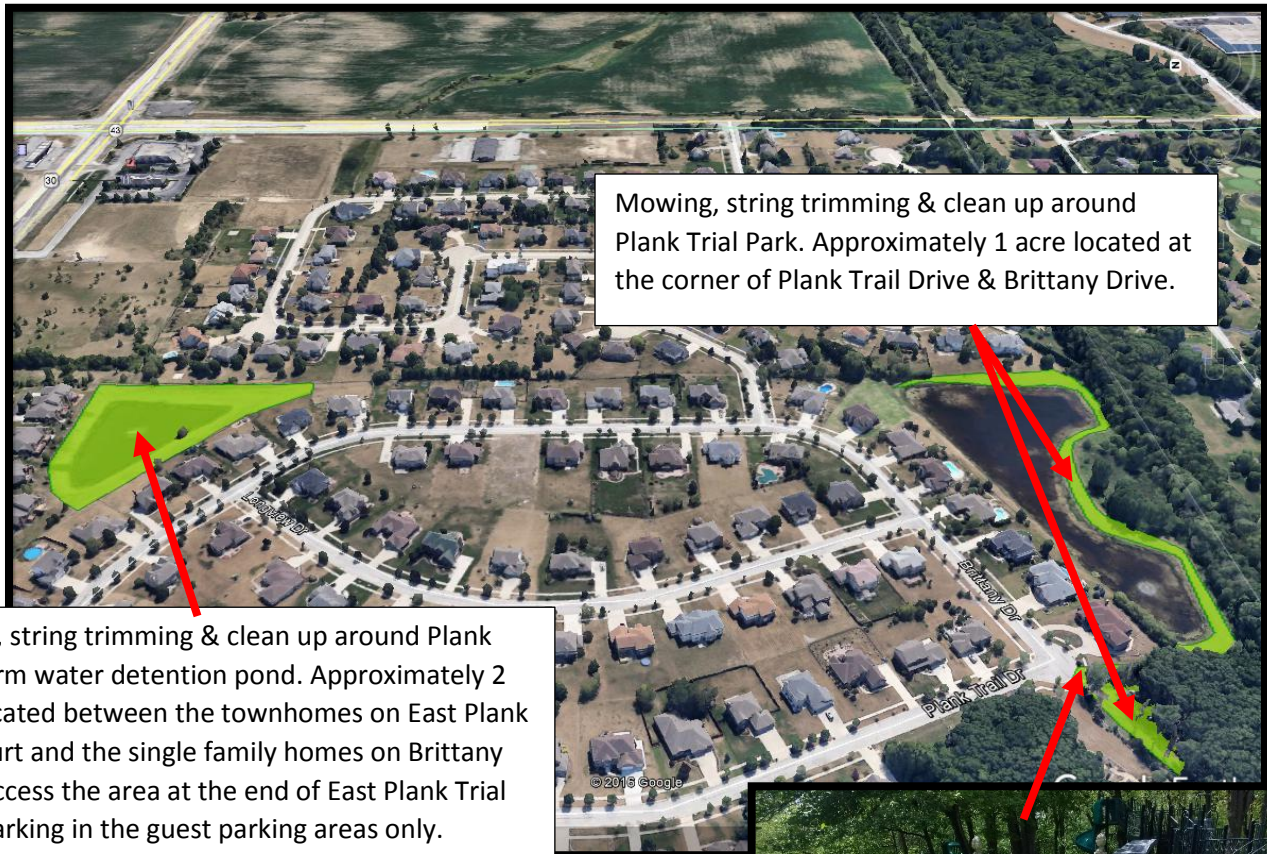 43
30
N
Mowing, string trimming & clean up around
Plank Trial Park. Approximately 1 acre located at
the corner of Plank Trail Drive & Brittany Drive.
Longuay Dr
Brittany Dr
Plank Trail Dr
, string trimming & clean up around Plank
rm water detention pond. Approximately 2
cated between the townhomes on East Plank
urt and the single family homes on Brittany
ccess the area at the end of East Plank Trial
arking in the guest parking areas only.
© 2016 Google